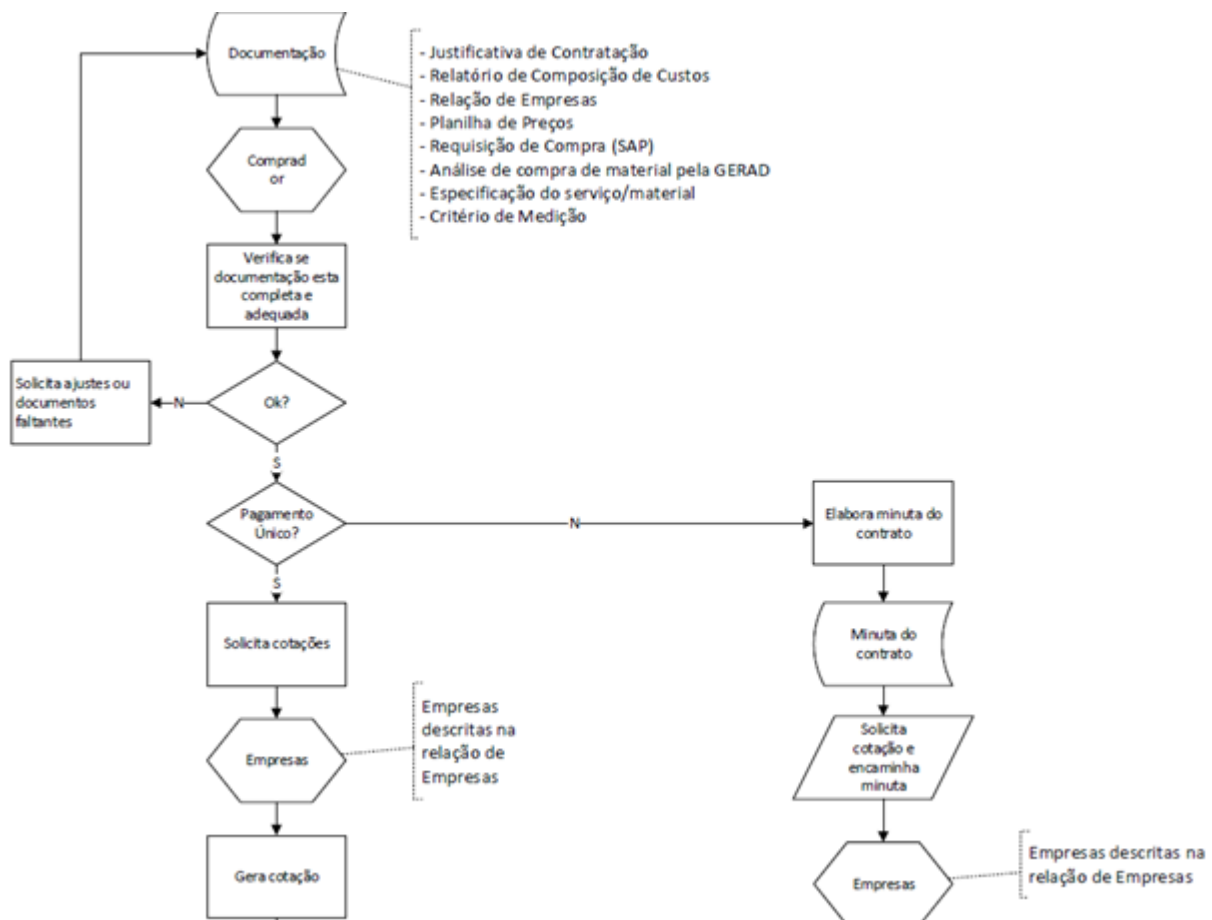 Documentação
- Justificativa de Contratação
- Relatório de Composição de Custos
- Relação de Empresas
- Planilha de Preços
- Requisição de Compra (SAP)
- Análise de compra de material pela GERAD
- Especificação do serviço/material
- Critério de Medição
Comprad
or
Verifica se
documentação esta
completa e
adequada
Solicita ajustes ou
documentos
faltantes
N
Ok?
S
Pagamento
Único?
N
Elabora minuta do
contrato
S
Solicita cotações
Minuta do
contrato
Empresas
Empresas
descritas na
relação de
Empresas
Solicita
cotação e
encaminha
minuta
Gera cotação
Empresas
Empresas descritas na
relação de Empresas